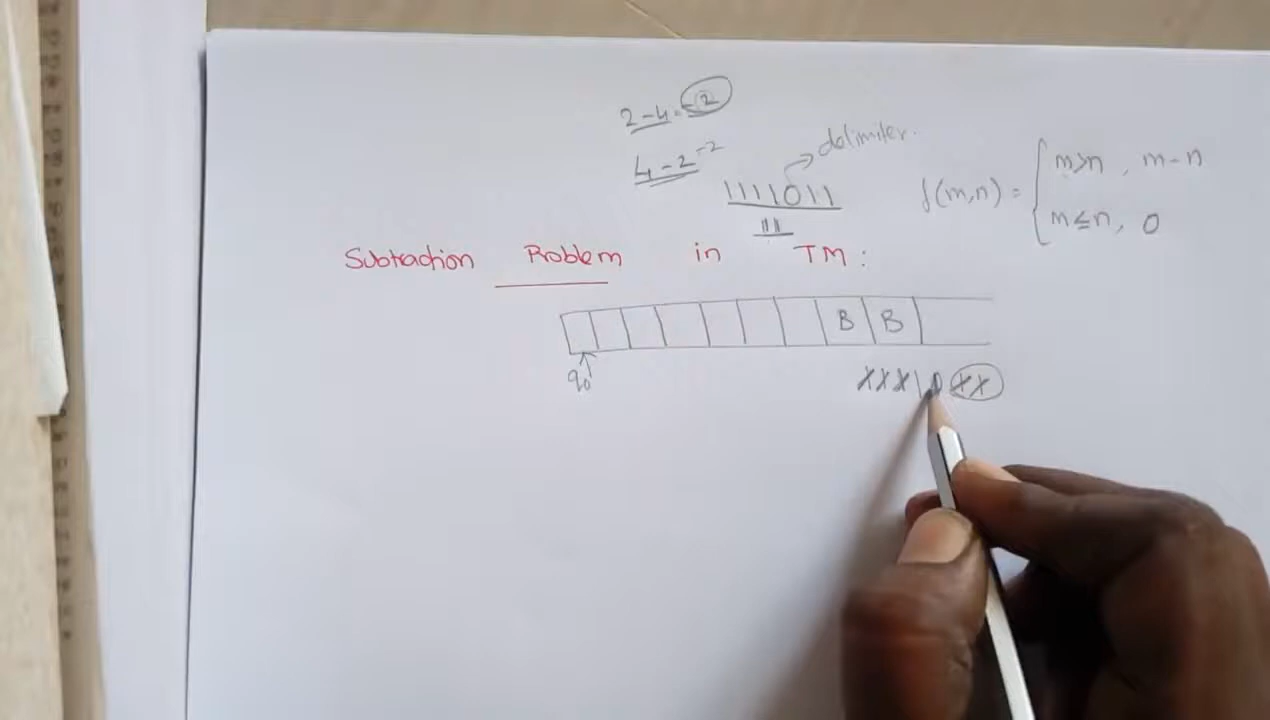 2-4=-2
4-2=2
delimiter.
1111011
11
f(m,n) = { m>n, m-n
m≤n, 0
Subtraction Problem in TM:
B B
q0
XXX10XX